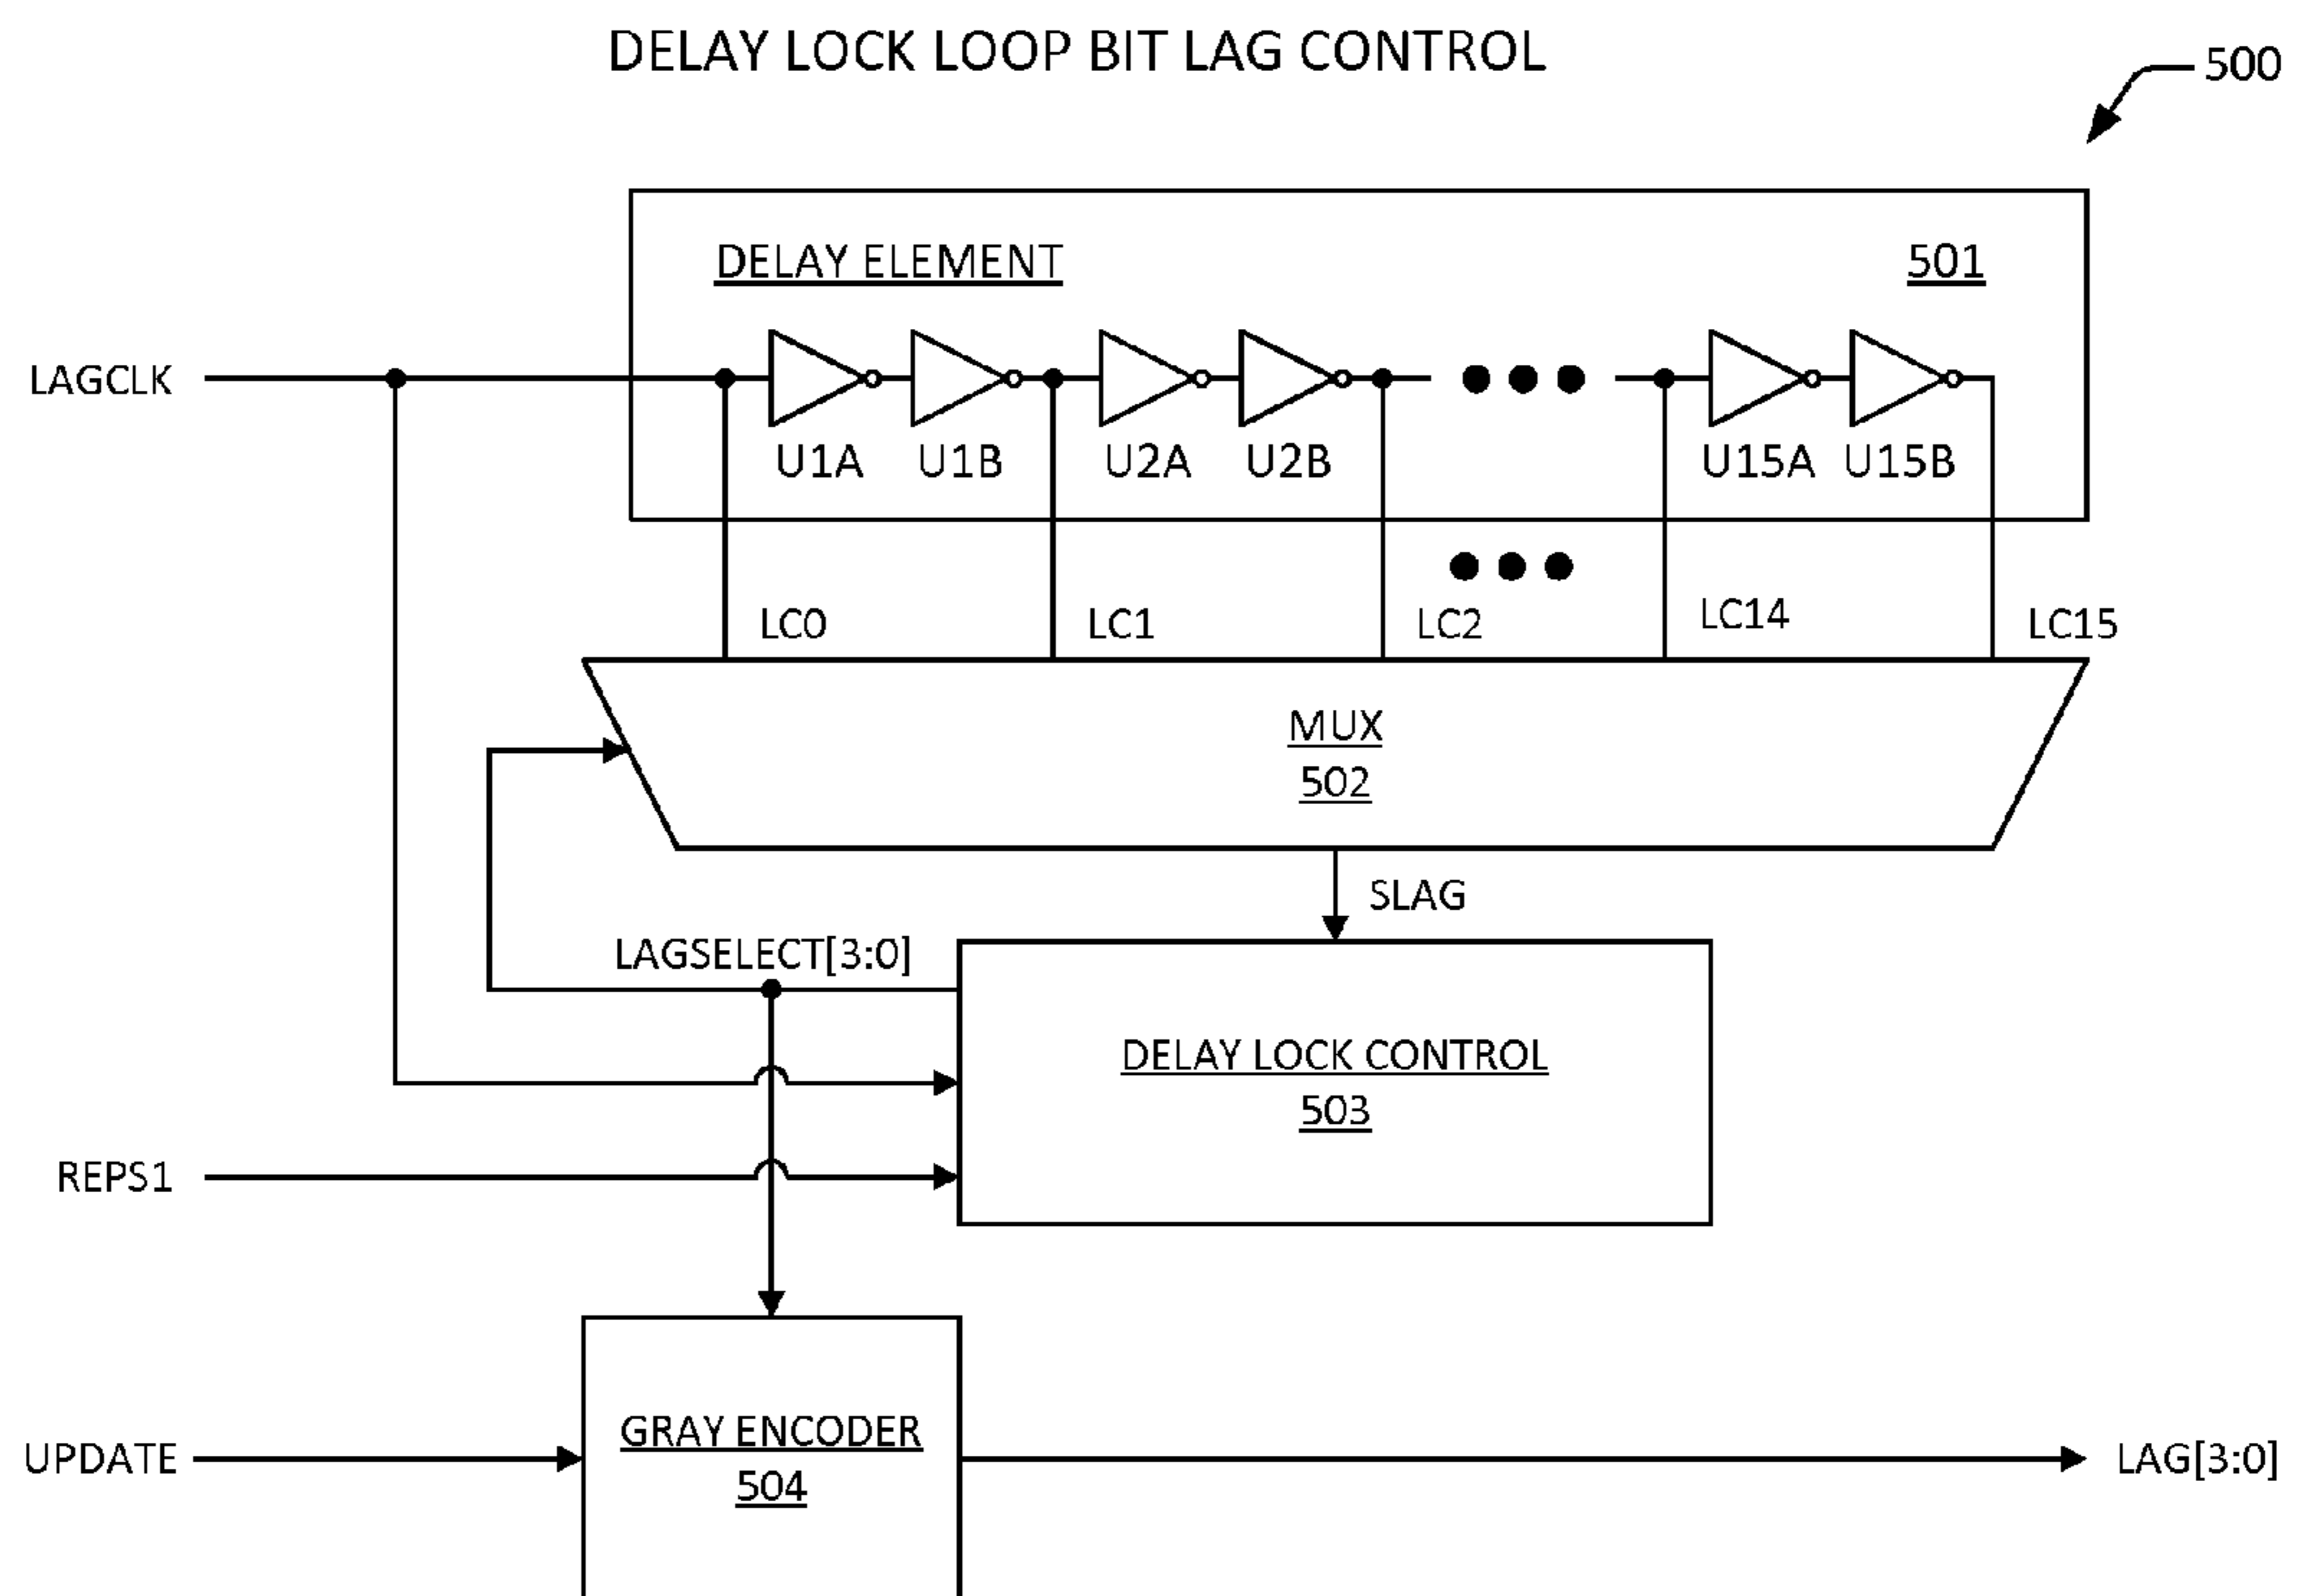 DELAY LOCK LOOP BIT LAG CONTROL
500
DELAY ELEMENT
501
LAGCLK
U1A
U1B
U2A
U2B
U15A
U15B
LC0
LC1
LC2
LC14
LC15
MUX
502
SLAG
LAGSELECT[3:0]
DELAY LOCK CONTROL
503
REPS1
GRAY ENCODER
504
UPDATE
LAG[3:0]